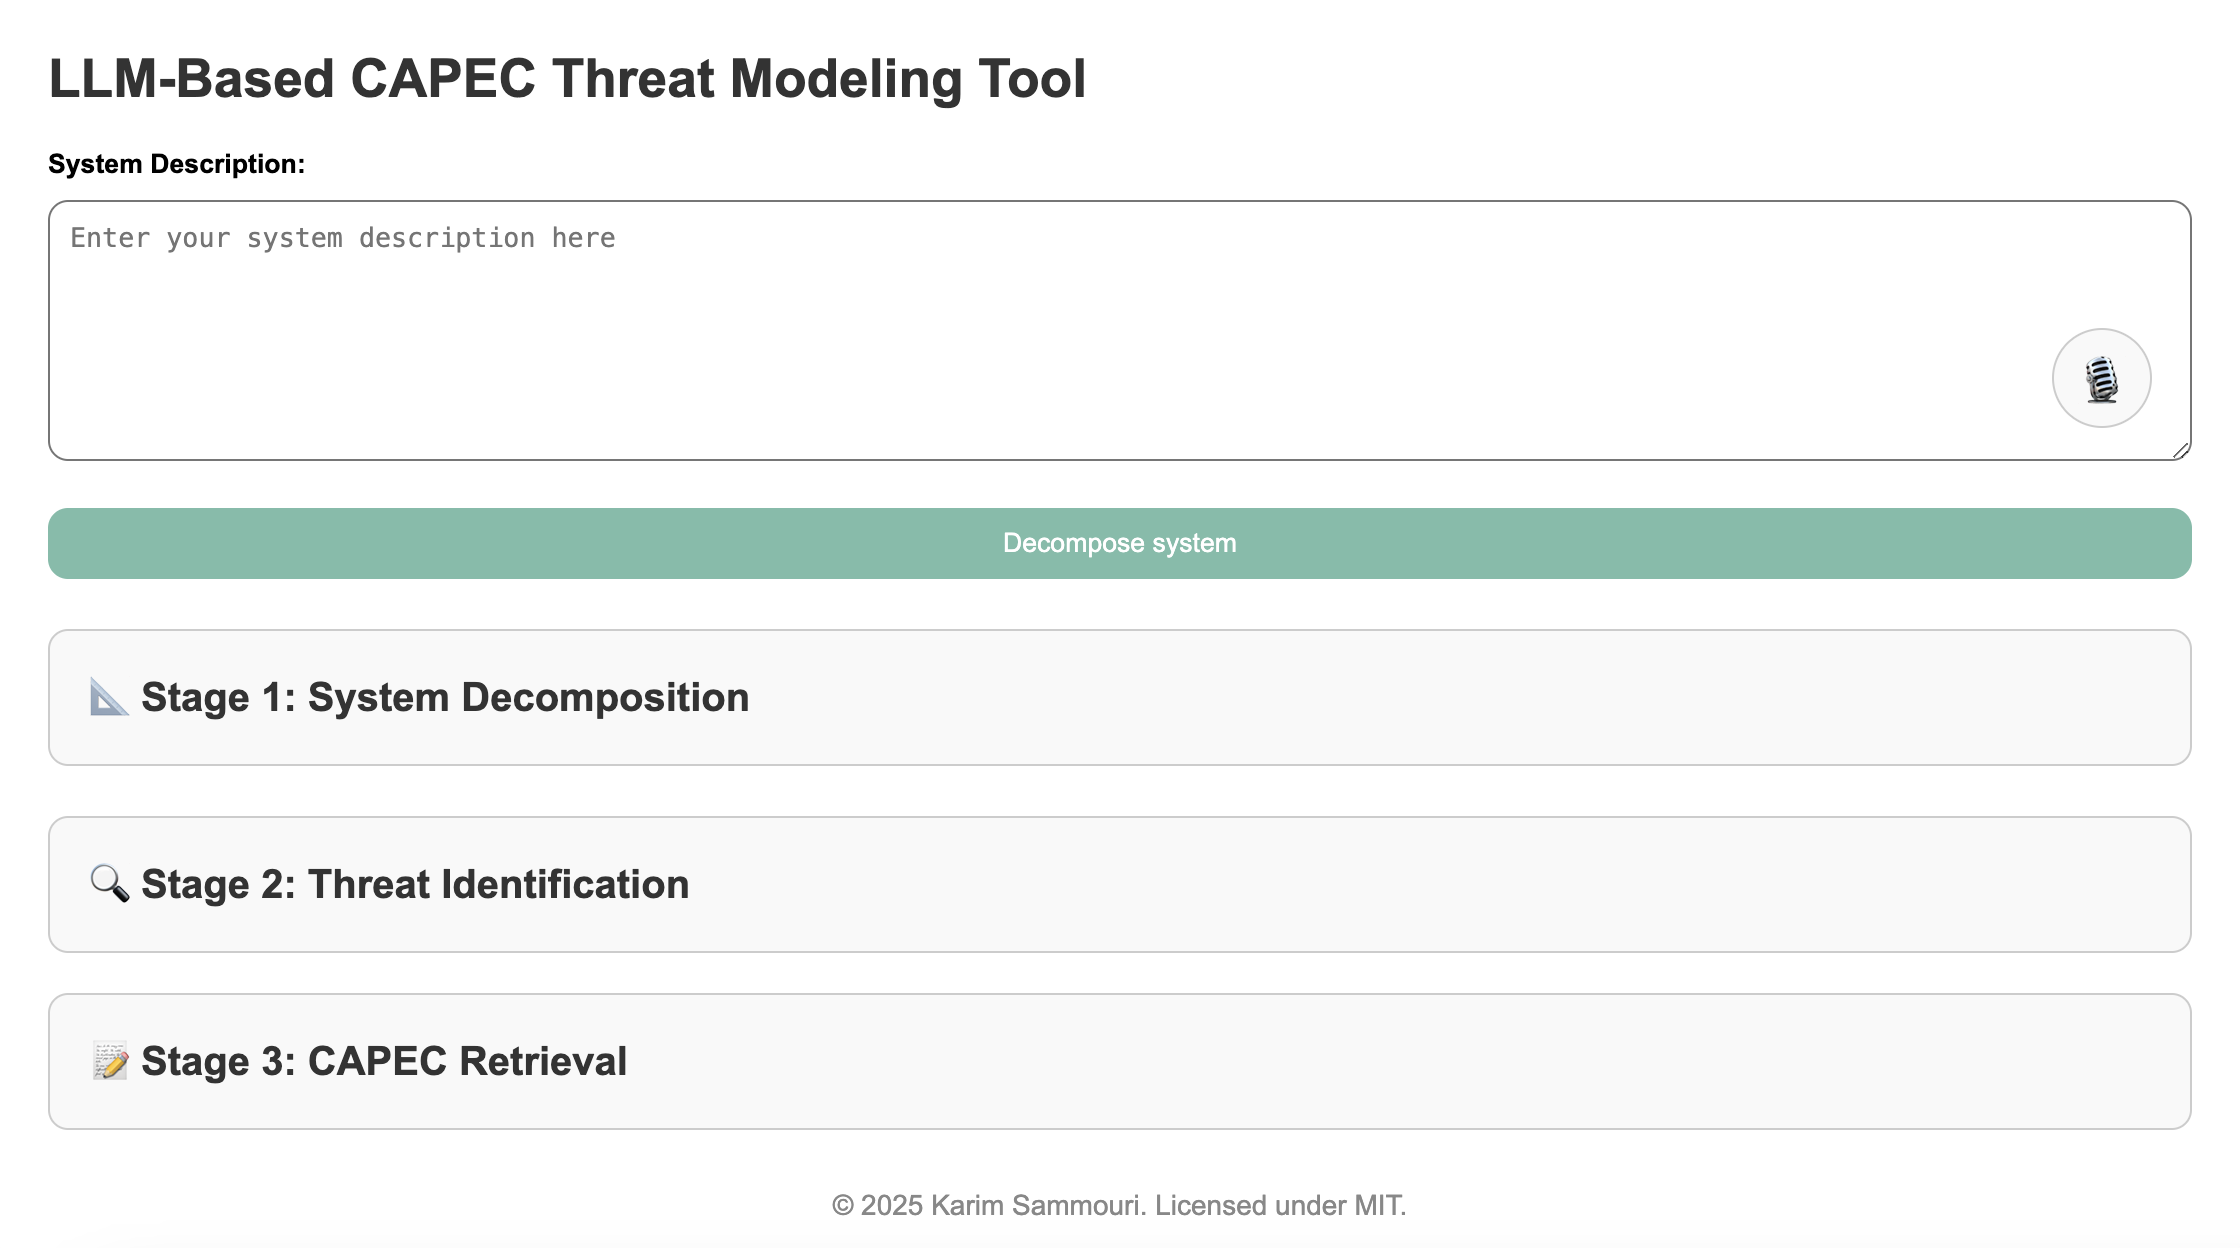 LLM-Based CAPEC Threat Modeling Tool
System Description:
Enter your system description here
Decompose system
Stage 1: System Decomposition
Stage 2: Threat Identification
Stage 3: CAPEC Retrieval
© 2025 Karim Sammouri. Licensed under MIT.